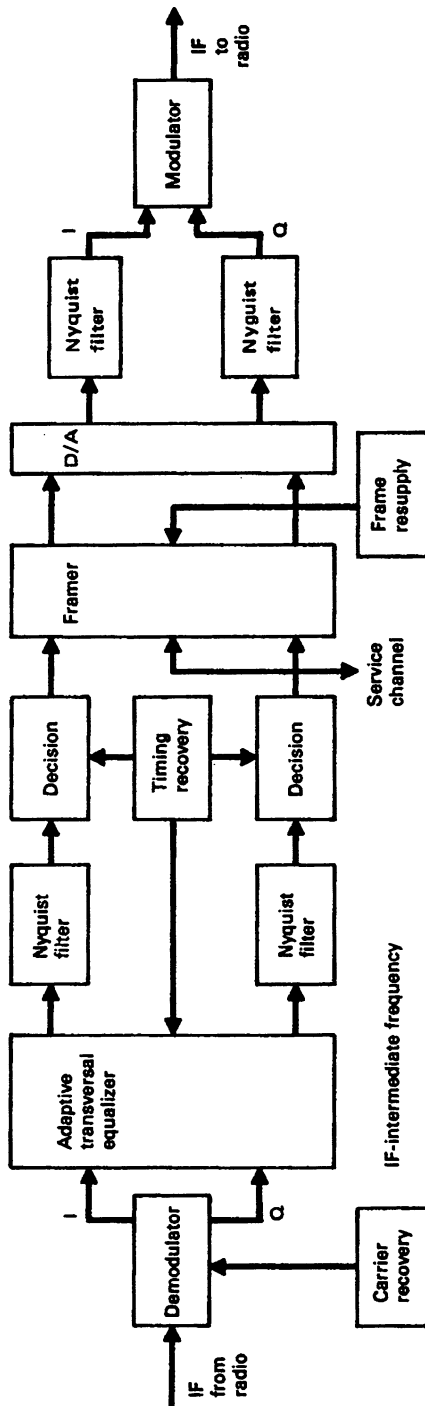 IF
from
radio
Demodulator
I
Q
Carrier
recovery
Adaptive
transversal
equalizer
Nyquist
filter
Nyquist
filter
Decision
Timing
recovery
Decision
Framer
Service
channel
Frame
resupply
D/A
Nyquist
filter
Nyguist
filter
I
Q
Modulator
IF
to
radio
IF-intermediate frequency